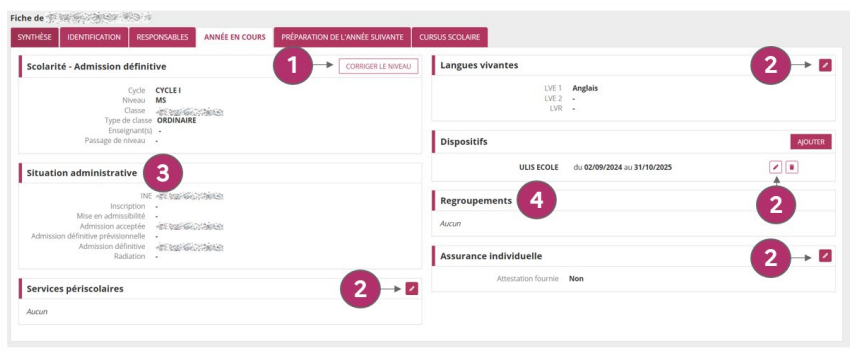 Fiche de
SYNTHÈSE IDENTIFICATION RESPONSABLES ANNÉE EN COURS PRÉPARATION DE L'ANNÉE SUIVANTE CURSUS SCOLAIRE
Scolarité - Admission définitive
1
CORRIGER LE NIVEAU
Cycle CYCLE I
Niveau MS
Classe
Type de classe ORDINAIRE
Enseignant(s) -
Passage de niveau -
Situation administrative
3
INE
Inscription -
Mise en admissibilité -
Admission acceptée
Admission définitive prévisionnelle -
Admission définitive
Radiation -
Services périscolaires
2
Aucun
Langues vivantes
2
LVE 1 Anglais
LVE 2 -
LVR -
Dispositifs
AJOUTER
ULIS ECOLE du 02/09/2024 au 31/10/2025
2
Regroupements
4
Aucun
Assurance individuelle
2
Attestation fournie Non